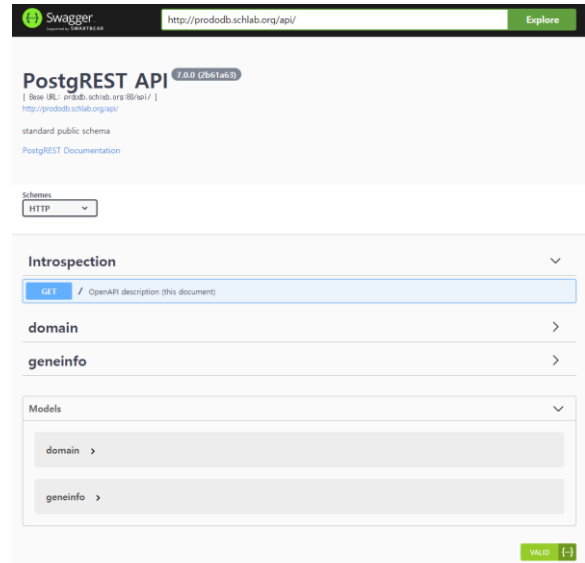 Swagger
Supported by SMARTBEAR
http://prododb.schlab.org/api/
Explore
PostgREST API 7.0.0 (2b61a63)
[ Base URL: prdodb.schlab.org:80/api/ ]
http://prododb.schlab.org/api/
standard public schema
PostgREST Documentation
Schemes
HTTP
Introspection
GET / OpenAPI description (this document)
domain
geneinfo
Models
domain
geneinfo
VALID {-}